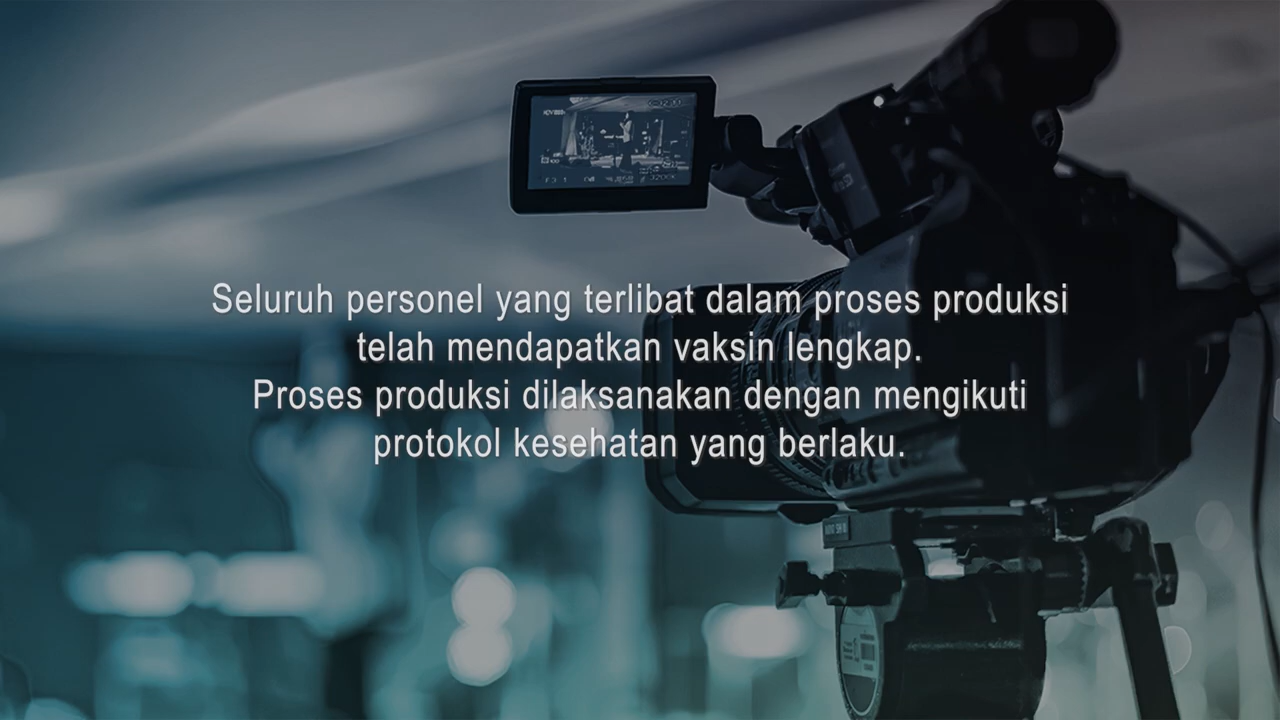 Seluruh personel yang terlibat dalam proses produksi
telah mendapatkan vaksin lengkap.
Proses produksi dilaksanakan dengan mengikuti
protokol kesehatan yang berlaku.